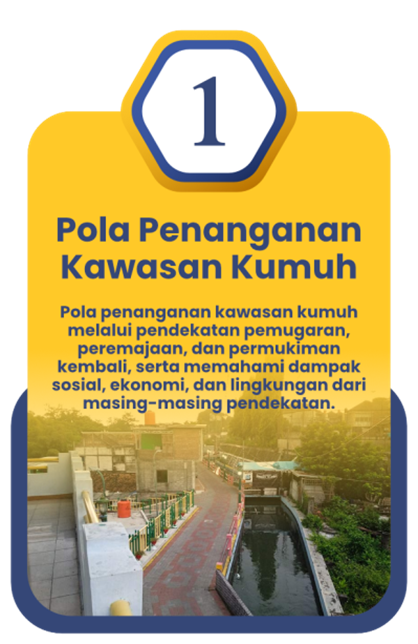 1
Pola Penanganan
Kawasan Kumuh
Pola penanganan kawasan kumuh
melalui pendekatan pemugaran,
peremajaan, dan permukiman
kembali, serta memahami dampak
sosial, ekonomi, dan lingkungan dari
masing-masing pendekatan.